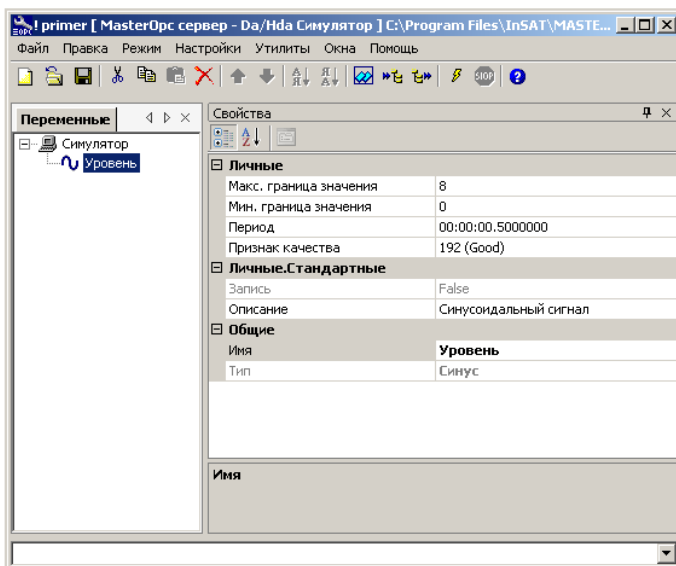 ! primer [ MasterOpc сервер - Da/Hda Симулятор ] C:\Program Files\InSAT\MASTE...
Файл Правка Режим Настройки Утилиты Окна Помощь
STOP
Переменные
Свойства
Симулятор
Уровень
Личные
Макс. граница значения 8
Мин. граница значения 0
Период 00:00:00.5000000
Признак качества 192 (Good)
Личные.Стандартные
Запись False
Описание Синусоидальный сигнал
Общие
Имя Уровень
Тип Синус
Имя